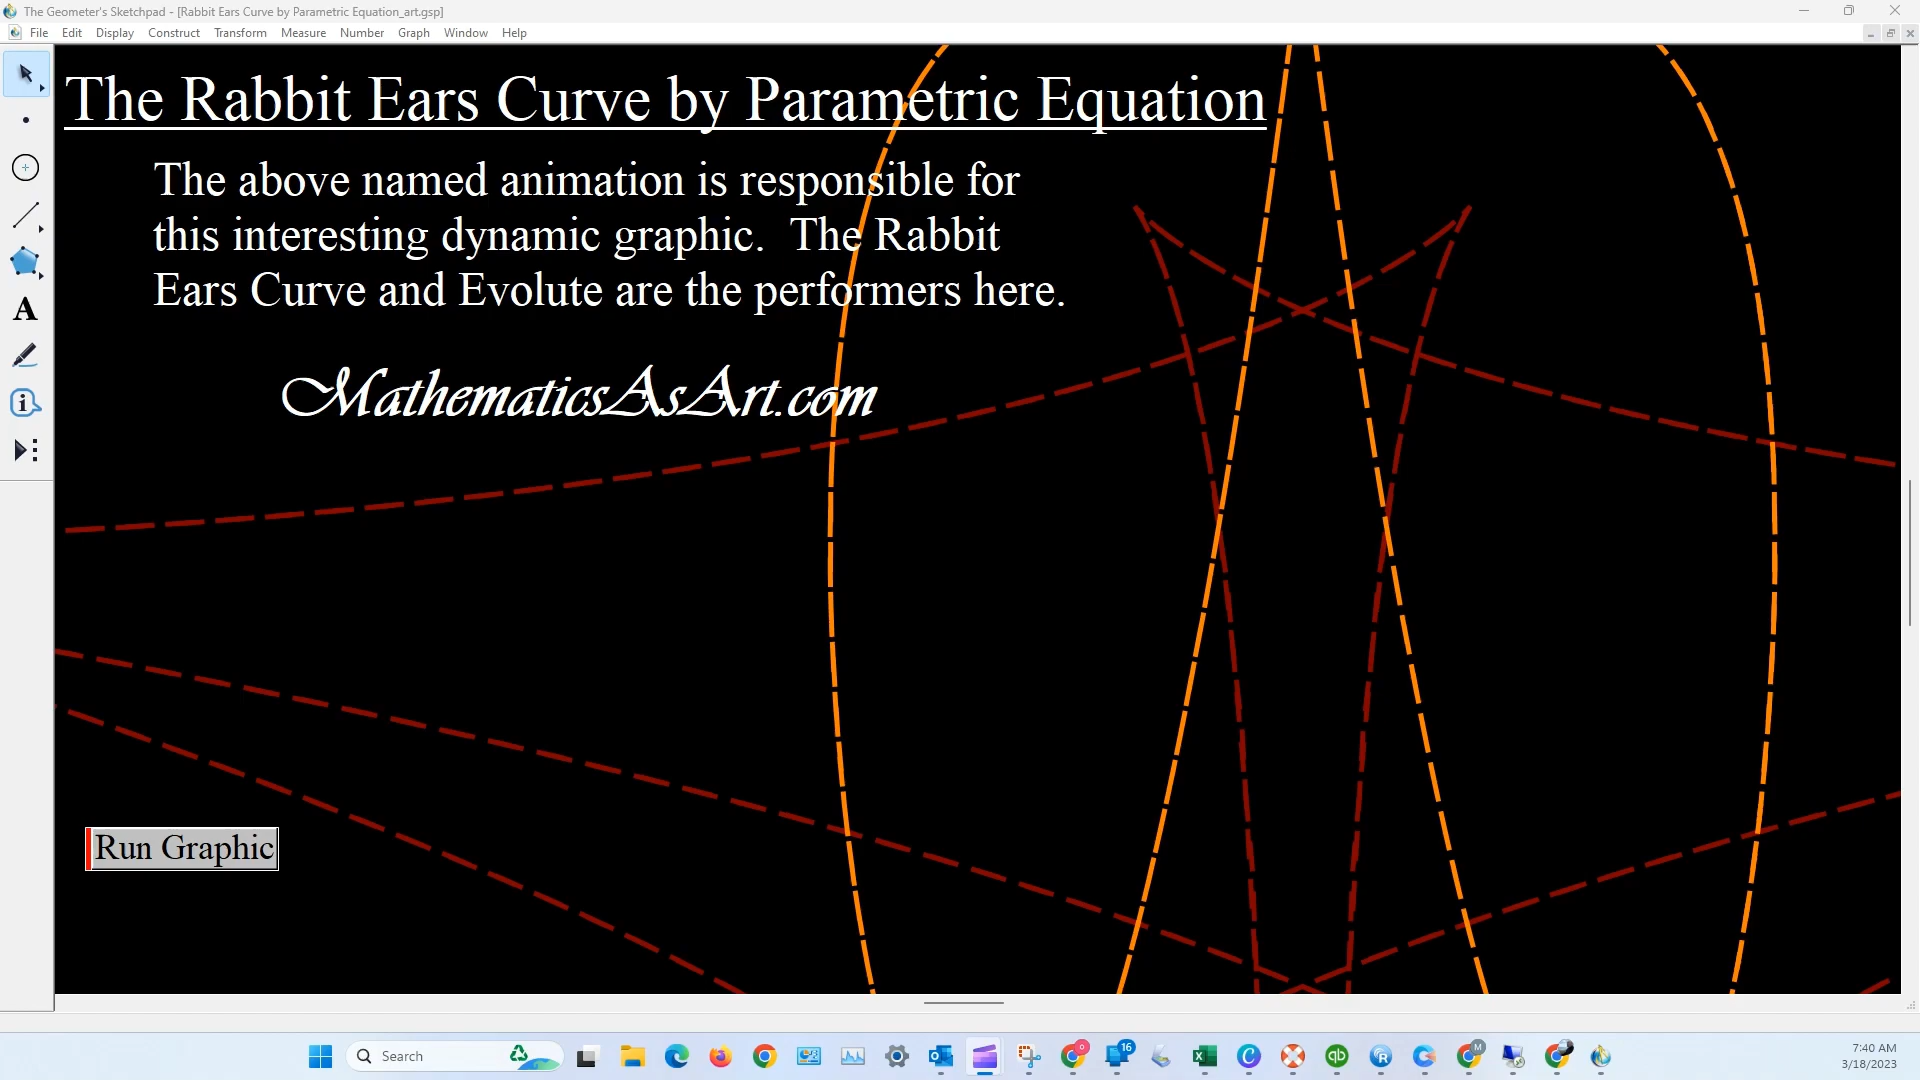 The Geometer's Sketchpad - [Rabbit Ears Curve by Parametric Equation_art.gsp]
File Edit Display Construct Transform Measure Number Graph Window Help
The Rabbit Ears Curve by Parametric Equation
The above named animation is responsible for
this interesting dynamic graphic. The Rabbit
Ears Curve and Evolute are the performers here.
MathematicsAsArt.com
A
Run Graphic
Search
16
7:40 AM
3/18/2023